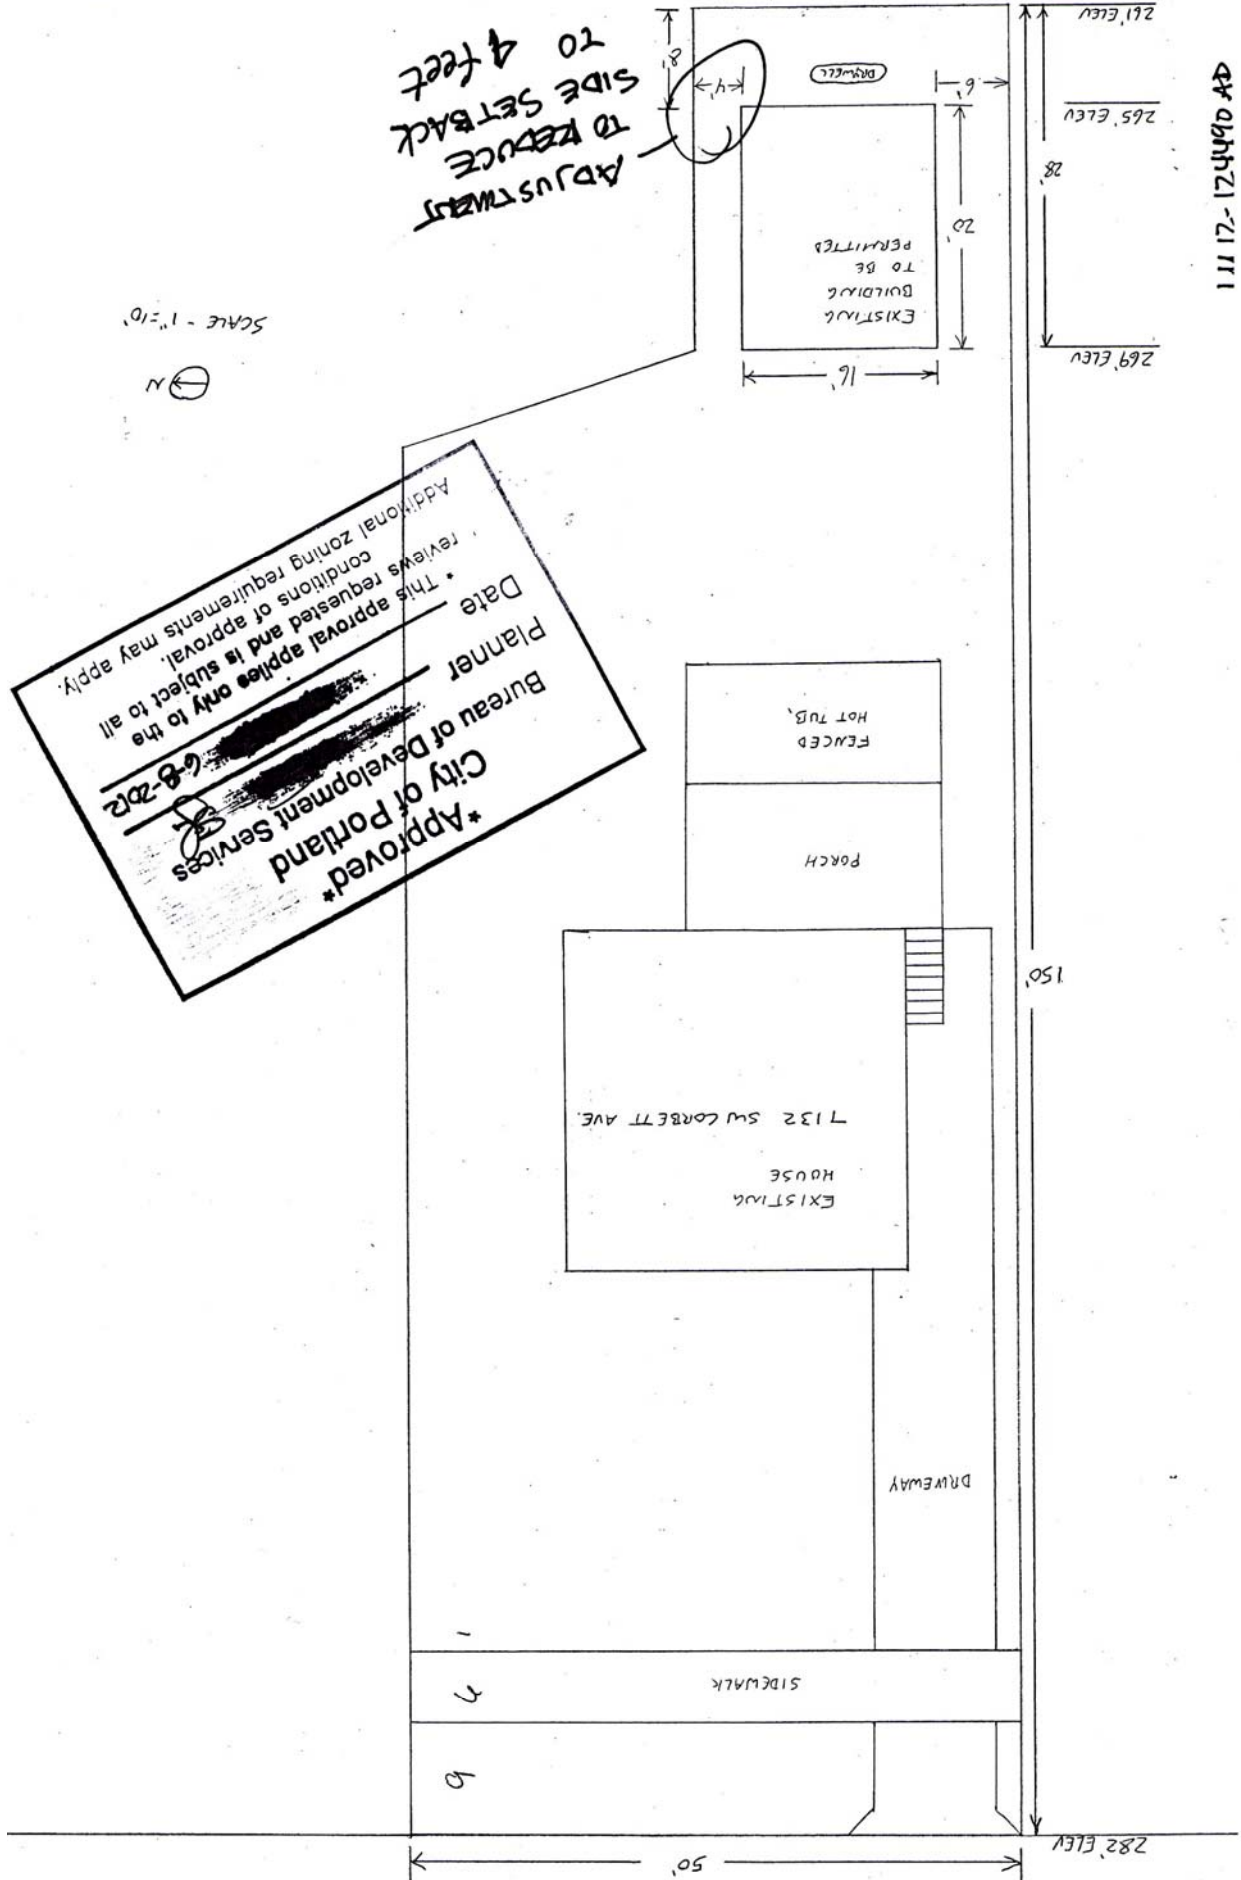 50'
282' ELEV
SIDEWALK
DRIVEWAY
EXISTING
HOUSE
7132 SW CORBETT AVE.
150'
PORCH
FENCED
HOT TUB,
*Approved*
City of Portland
Bureau of Development Services
Planner
Date 6-8-2012
* This approval applies only to the
reviews requested and is subject to all
conditions of approval.
Additional zoning requirements may apply.
N
SCALE - 1"=10'
16'
269' ELEV
EXISTING
BUILDING
TO BE
PERMITTED
20'
28'
ADJUSTMENT
TO REDUCE
SIDE SETBACK
TO 4 feet
265' ELEV
6'
4'
8'
DRYWELL
261' ELEV
LU 12-124490 AD